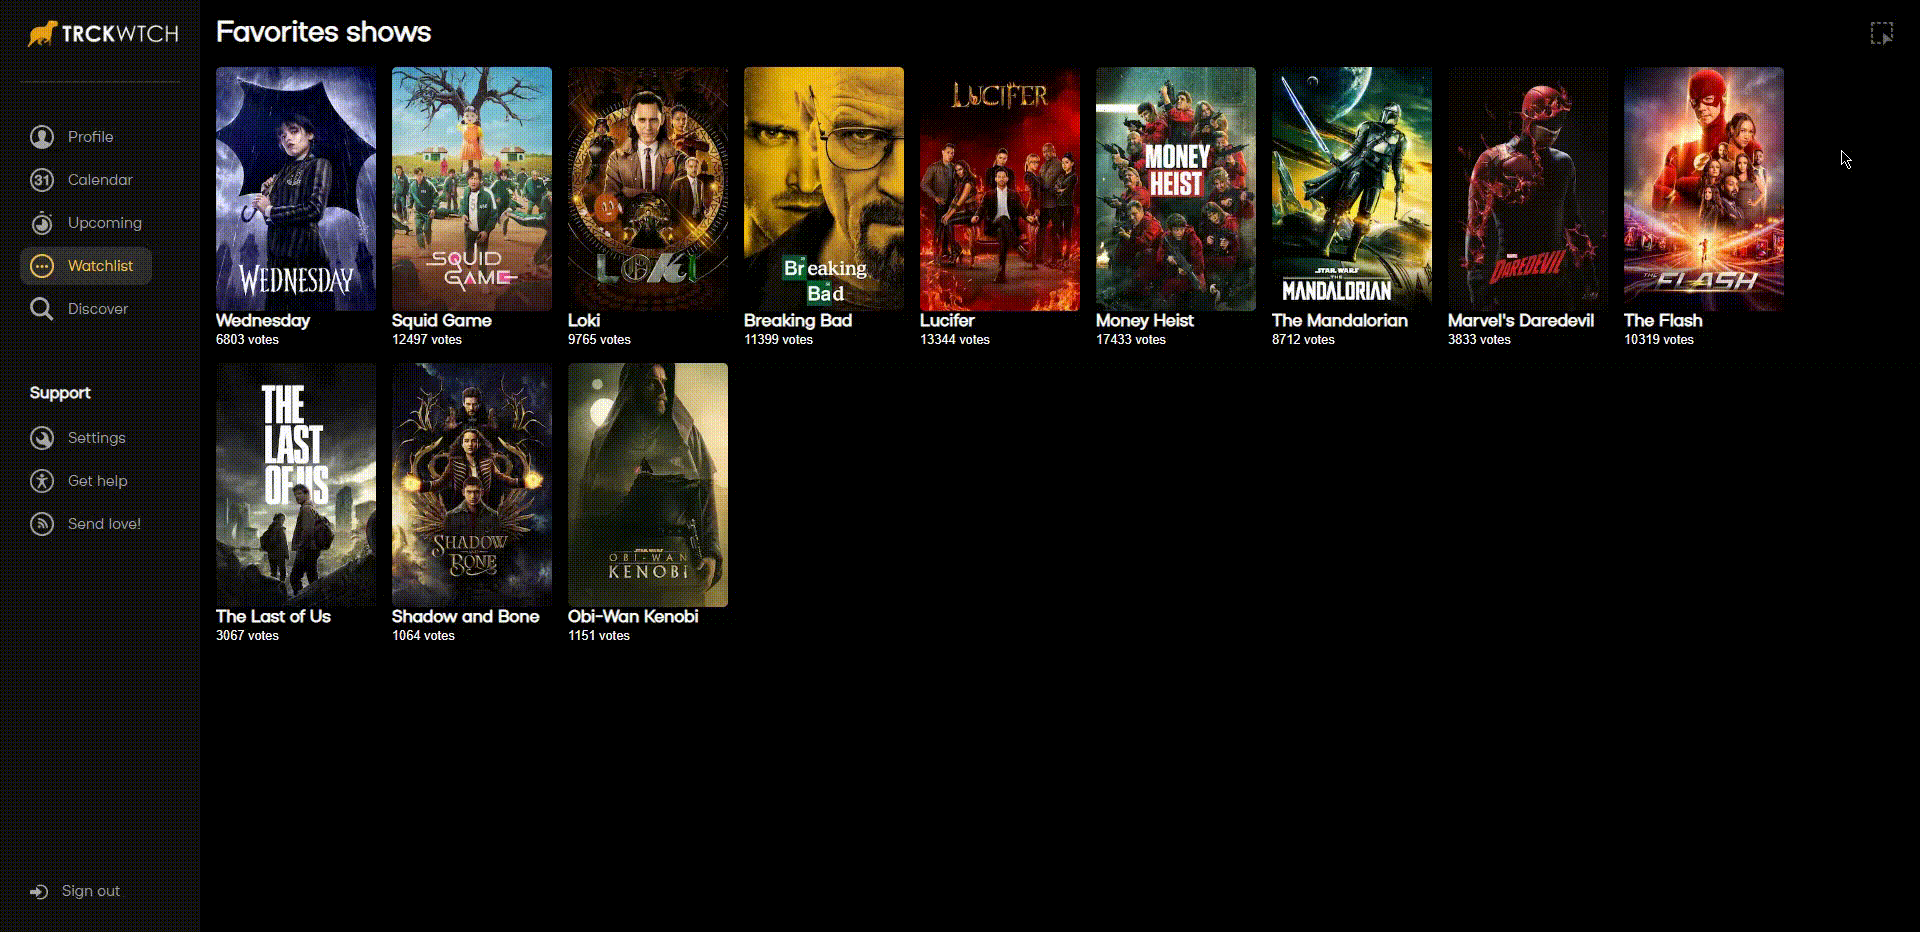 TRCKWTCH
Profile
31
Calendar
Upcoming
Watchlist
Discover
Support
Settings
Get help
Send love!
Sign out
Favorites shows
WEDNESDAY
Wednesday
6803 votes
SQUID
GAME
Squid Game
12497 votes
LOKI
Loki
9765 votes
Breaking
Bad
Breaking Bad
11399 votes
LUCIFER
Lucifer
13344 votes
MONEY
HEIST
Money Heist
17433 votes
STAR WARS
THE
MANDALORIAN
The Mandalorian
8712 votes
MARVEL
DAREDEVIL
Marvel's Daredevil
3833 votes
THE
FLASH
The Flash
10319 votes
THE
LAST
OF US
The Last of Us
3067 votes
SHADOW
AND
BONE
Shadow and Bone
1064 votes
STAR WARS
OBI-WAN
KENOBI
Obi-Wan Kenobi
1151 votes